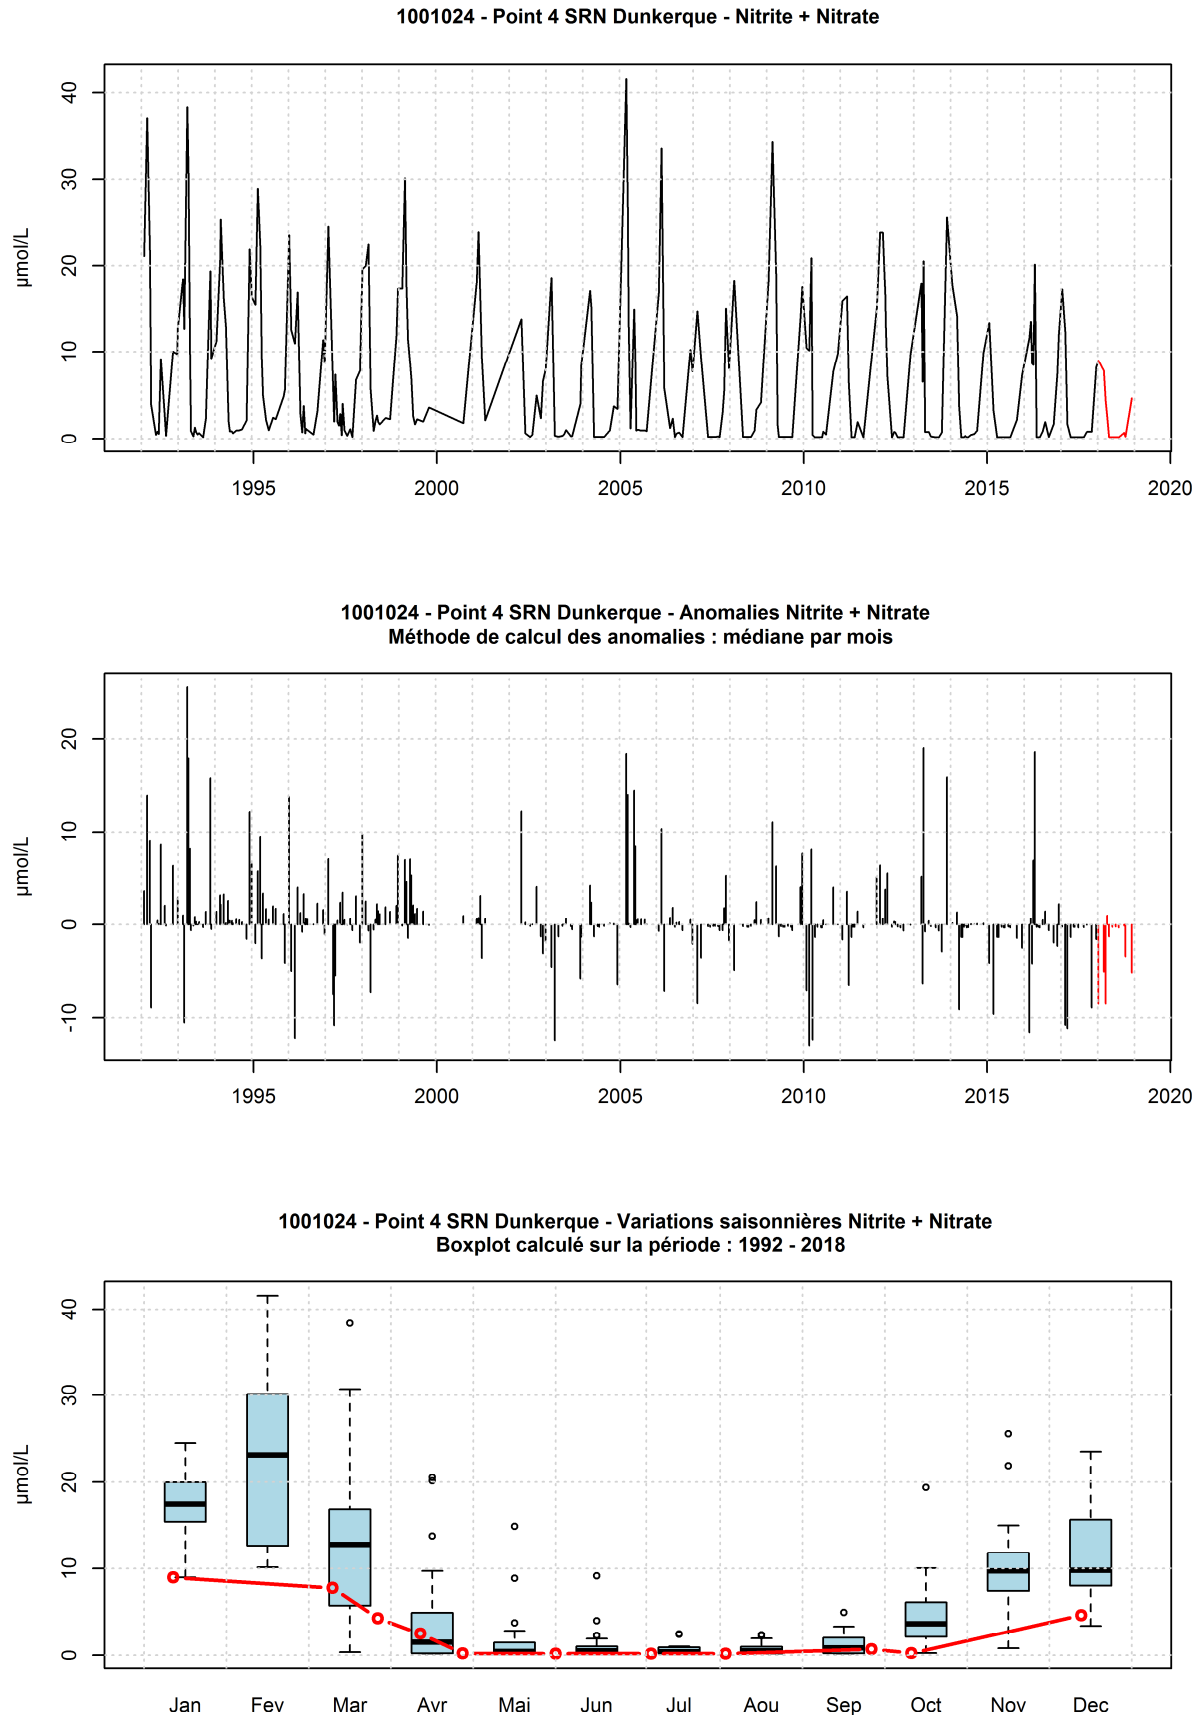 1001024 - Point 4 SRN Dunkerque - Nitrite + Nitrate
µmol/L
40
30
20
10
0
1995 2000 2005 2010 2015 2020
1001024 - Point 4 SRN Dunkerque - Anomalies Nitrite + Nitrate
Méthode de calcul des anomalies : médiane par mois
µmol/L
20
10
0
-10
1995 2000 2005 2010 2015 2020
1001024 - Point 4 SRN Dunkerque - Variations saisonnières Nitrite + Nitrate
Boxplot calculé sur la période : 1992 - 2018
µmol/L
40
30
20
10
0
Jan Fev Mar Avr Mai Jun Jul Aou Sep Oct Nov Dec